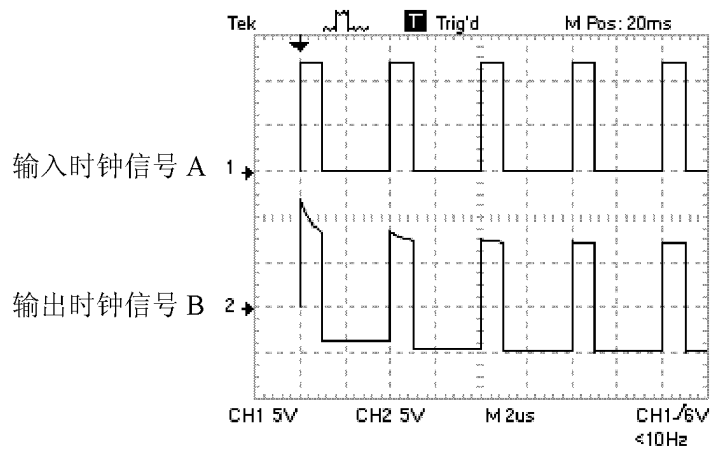 Tek T Trig'd M Pos: 20ms
输入时钟信号 A 1
输出时钟信号 B 2
CH1 5V CH2 5V M 2us CH1 6V
<10Hz